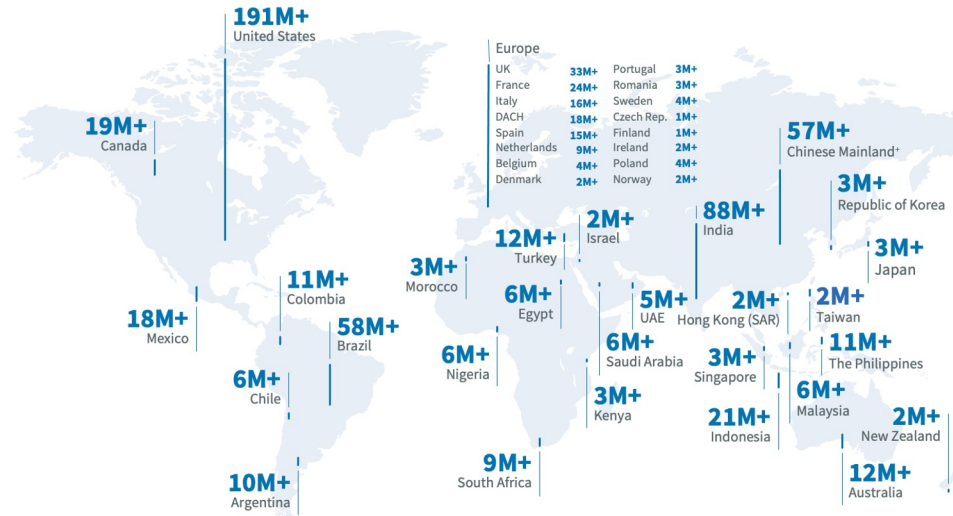 191M+
United States
19M+
Canada
18M+
Mexico
11M+
Colombia
58M+
Brazil
6M+
Chile
10M+
Argentina
Europe
UK 33M+ Portugal 3M+
France 24M+ Romania 3M+
Italy 16M+ Sweden 4M+
DACH 18M+ Czech Rep. 1M+
Spain 15M+ Finland 1M+
Netherlands 9M+ Ireland 2M+
Belgium 4M+ Poland 4M+
Denmark 2M+ Norway 2M+
12M+
Turkey
2M+
Israel
3M+
Morocco
6M+
Egypt
5M+
UAE
6M+
Nigeria
6M+
Saudi Arabia
3M+
Kenya
9M+
South Africa
57M+
Chinese Mainland+
88M+
India
3M+
Republic of Korea
3M+
Japan
2M+
Hong Kong (SAR)
2M+
Taiwan
3M+
Singapore
11M+
The Philippines
6M+
Malaysia
21M+
Indonesia
2M+
New Zealand
12M+
Australia